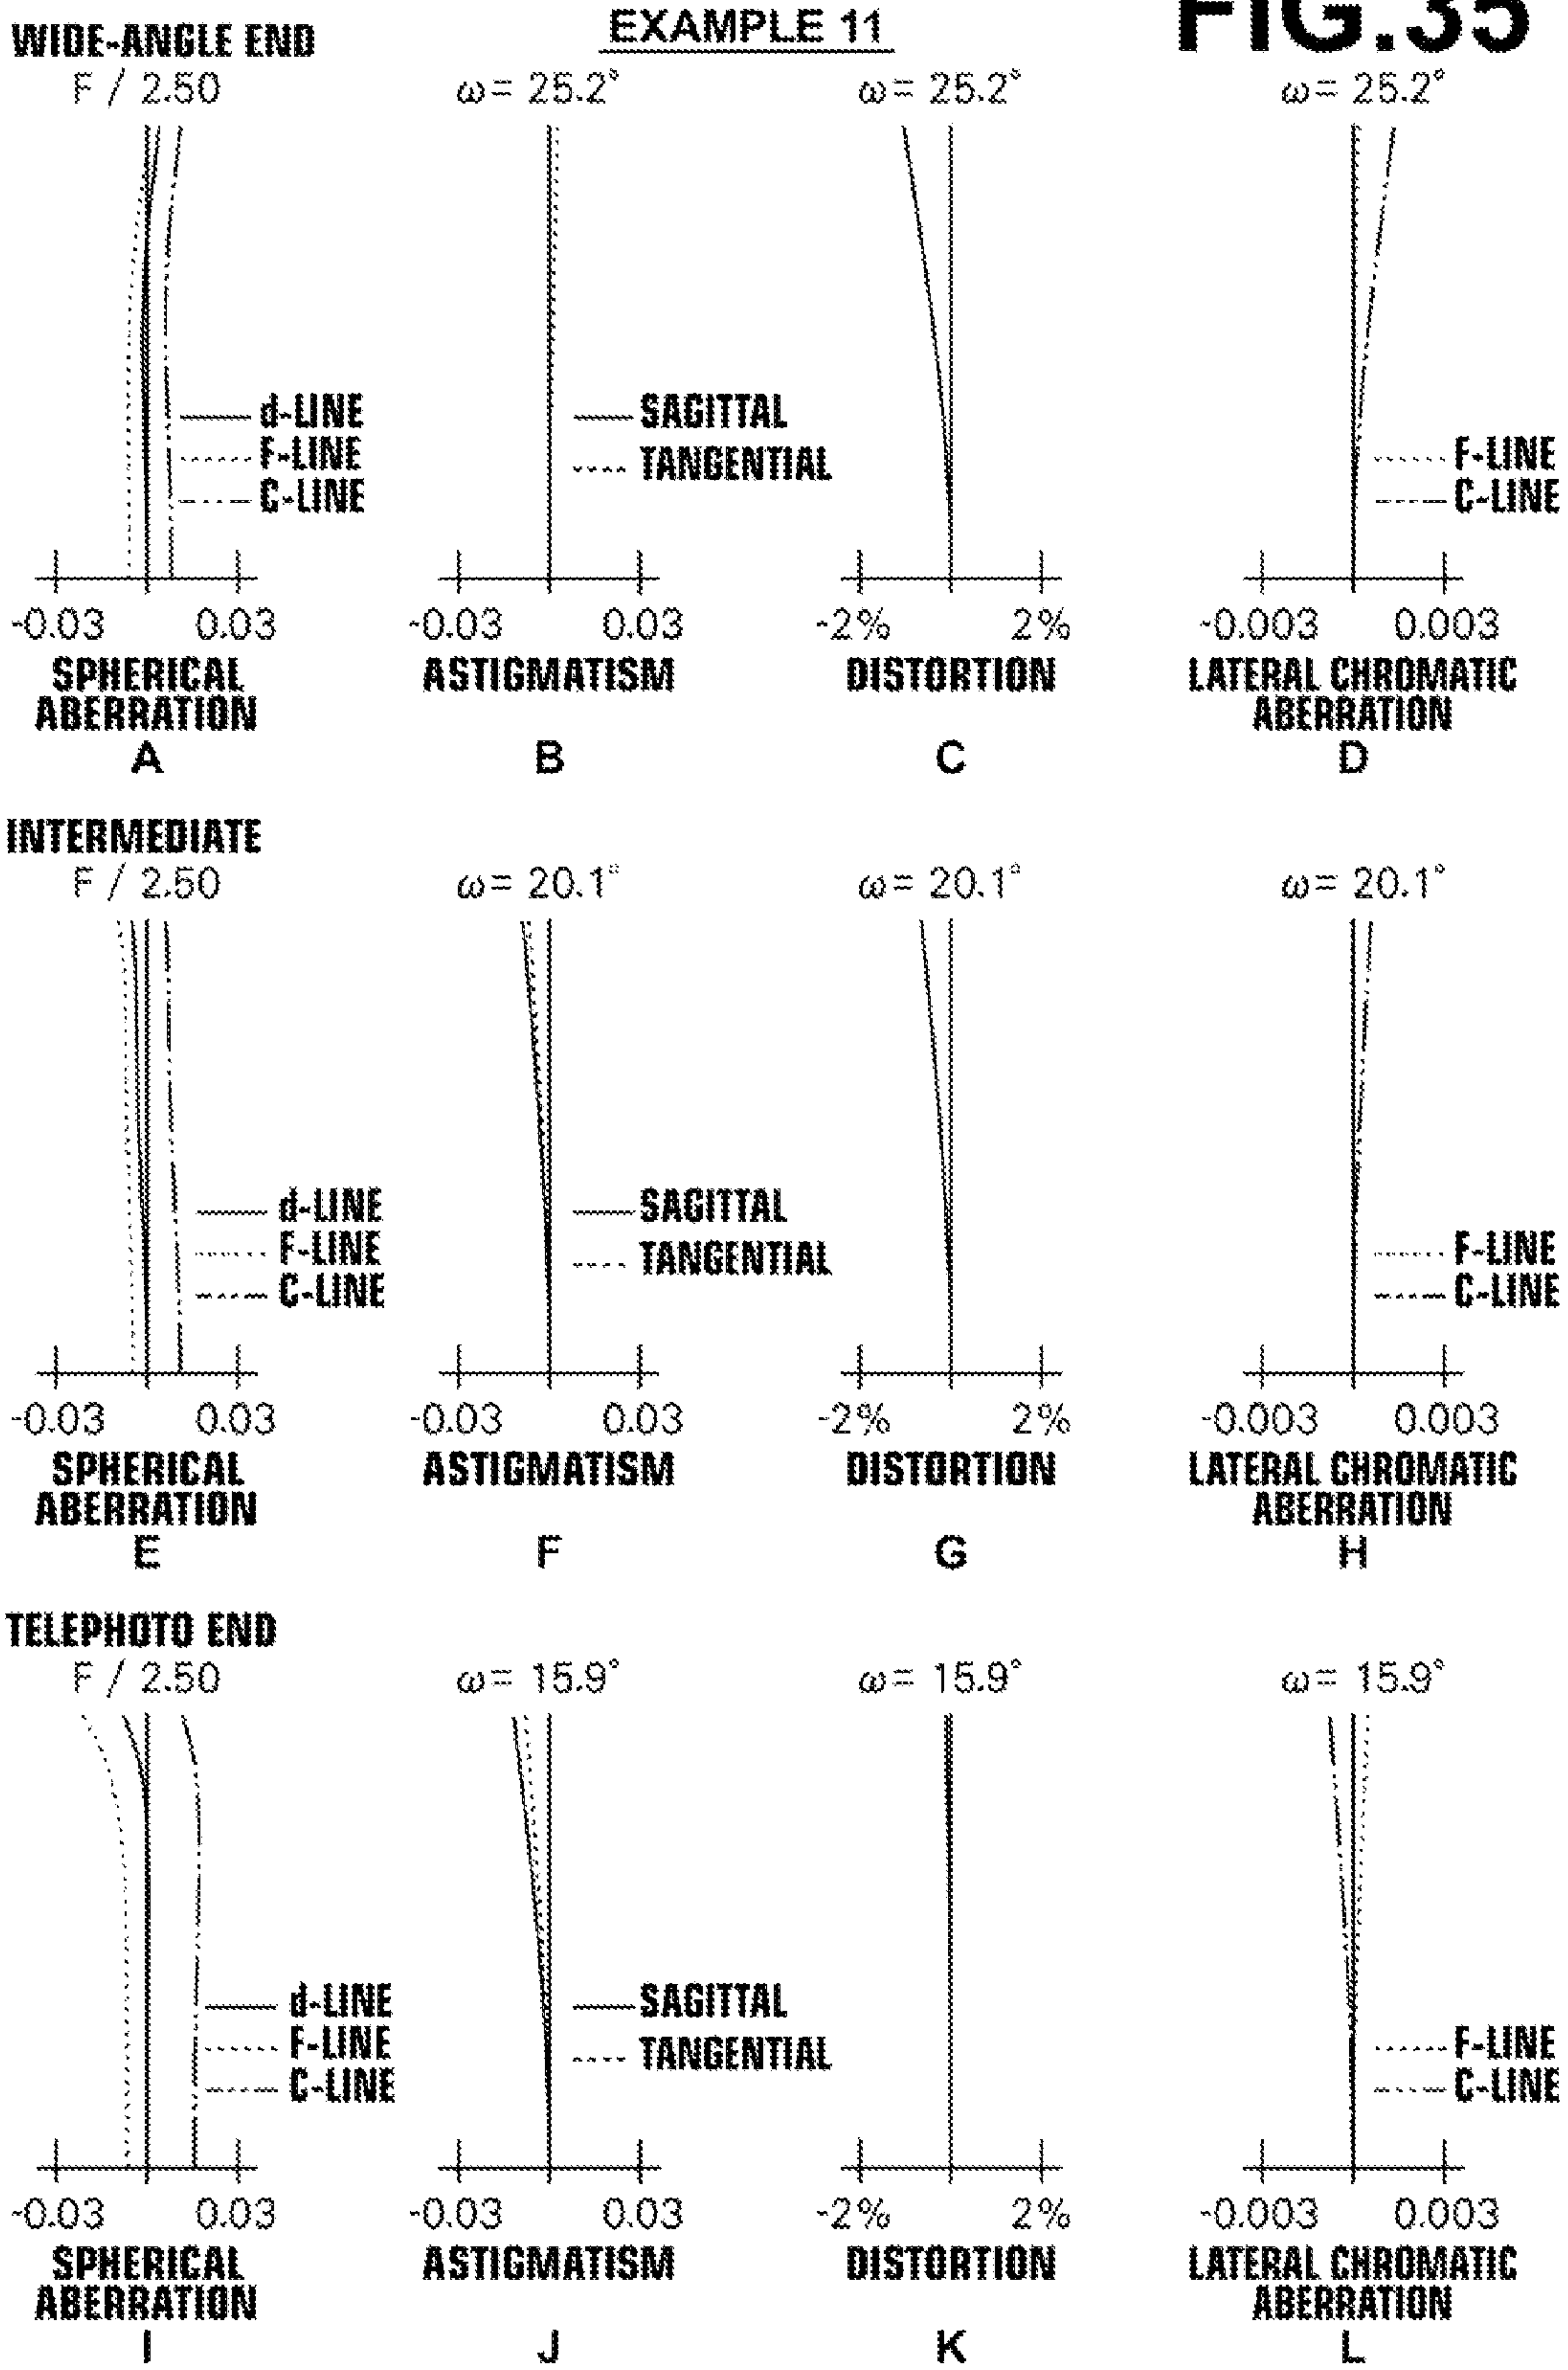 FIG.35
EXAMPLE 11
WIDE-ANGLE END
F / 2.50
ω= 25.2°
ω= 25.2°
ω= 25.2°
d-LINE
F-LINE
C-LINE
SAGITTAL
TANGENTIAL
F-LINE
C-LINE
-0.03 0.03
-0.03 0.03
-2% 2%
-0.003 0.003
SPHERICAL
ABERRATION
ASTIGMATISM
DISTORTION
LATERAL CHROMATIC
ABERRATION
A
B
C
D
INTERMEDIATE
F / 2.50
ω= 20.1°
ω= 20.1°
ω= 20.1°
d-LINE
F-LINE
C-LINE
SAGITTAL
TANGENTIAL
F-LINE
C-LINE
-0.03 0.03
-0.03 0.03
-2% 2%
-0.003 0.003
SPHERICAL
ABERRATION
ASTIGMATISM
DISTORTION
LATERAL CHROMATIC
ABERRATION
E
F
G
H
TELEPHOTO END
F / 2.50
ω= 15.9°
ω= 15.9°
ω= 15.9°
d-LINE
F-LINE
C-LINE
SAGITTAL
TANGENTIAL
F-LINE
C-LINE
-0.03 0.03
-0.03 0.03
-2% 2%
-0.003 0.003
SPHERICAL
ABERRATION
ASTIGMATISM
DISTORTION
LATERAL CHROMATIC
ABERRATION
I
J
K
L